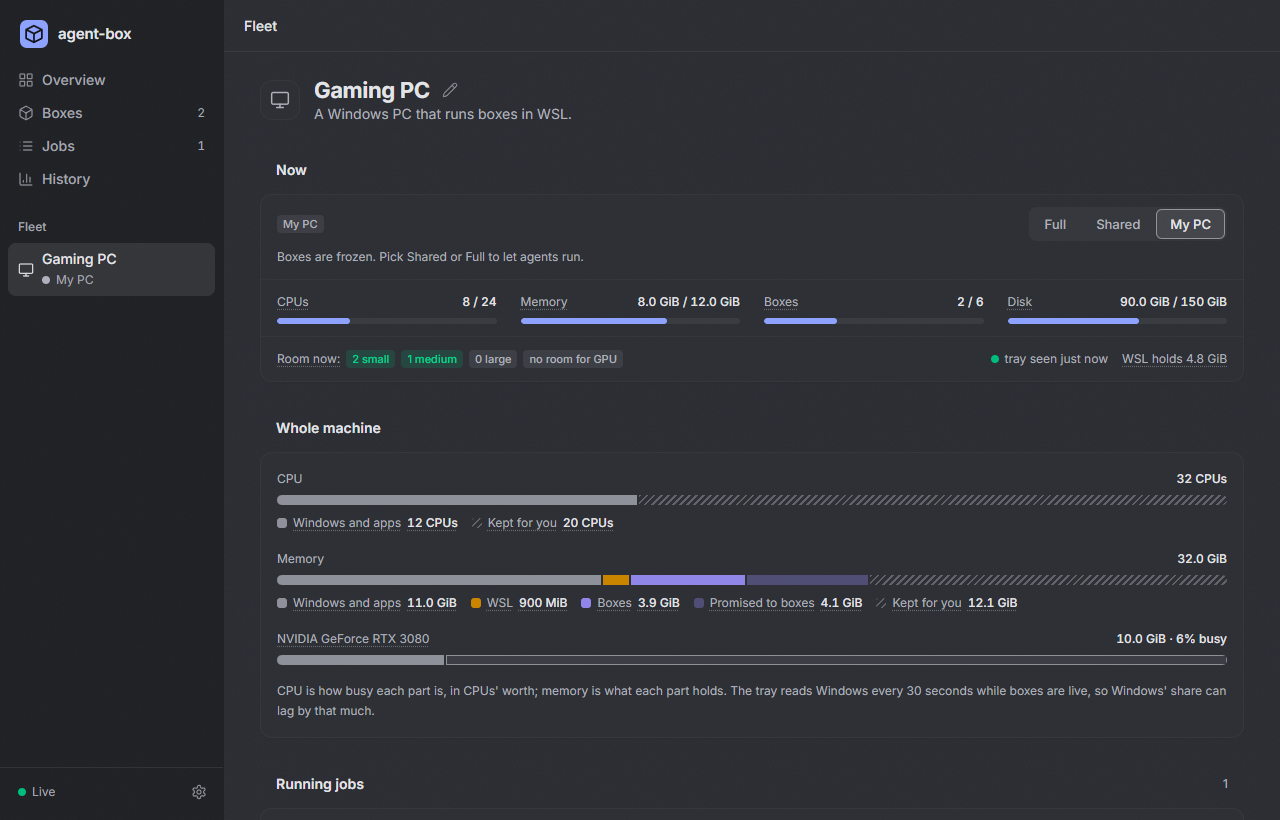 agent-box
Overview
Boxes 2
Jobs 1
History
Fleet
Gaming PC
My PC
Live
Fleet
Gaming PC
A Windows PC that runs boxes in WSL.
Now
My PC
Full Shared My PC
Boxes are frozen. Pick Shared or Full to let agents run.
CPUs 8 / 24 Memory 8.0 GiB / 12.0 GiB Boxes 2 / 6 Disk 90.0 GiB / 150 GiB
Room now: 2 small 1 medium 0 large no room for GPU tray seen just now WSL holds 4.8 GiB
Whole machine
CPU 32 CPUs
Windows and apps 12 CPUs Kept for you 20 CPUs
Memory 32.0 GiB
Windows and apps 11.0 GiB WSL 900 MiB Boxes 3.9 GiB Promised to boxes 4.1 GiB Kept for you 12.1 GiB
NVIDIA GeForce RTX 3080 10.0 GiB · 6% busy
CPU is how busy each part is, in CPUs' worth; memory is what each part holds. The tray reads Windows every 30 seconds while boxes are live, so Windows' share can
lag by that much.
Running jobs 1